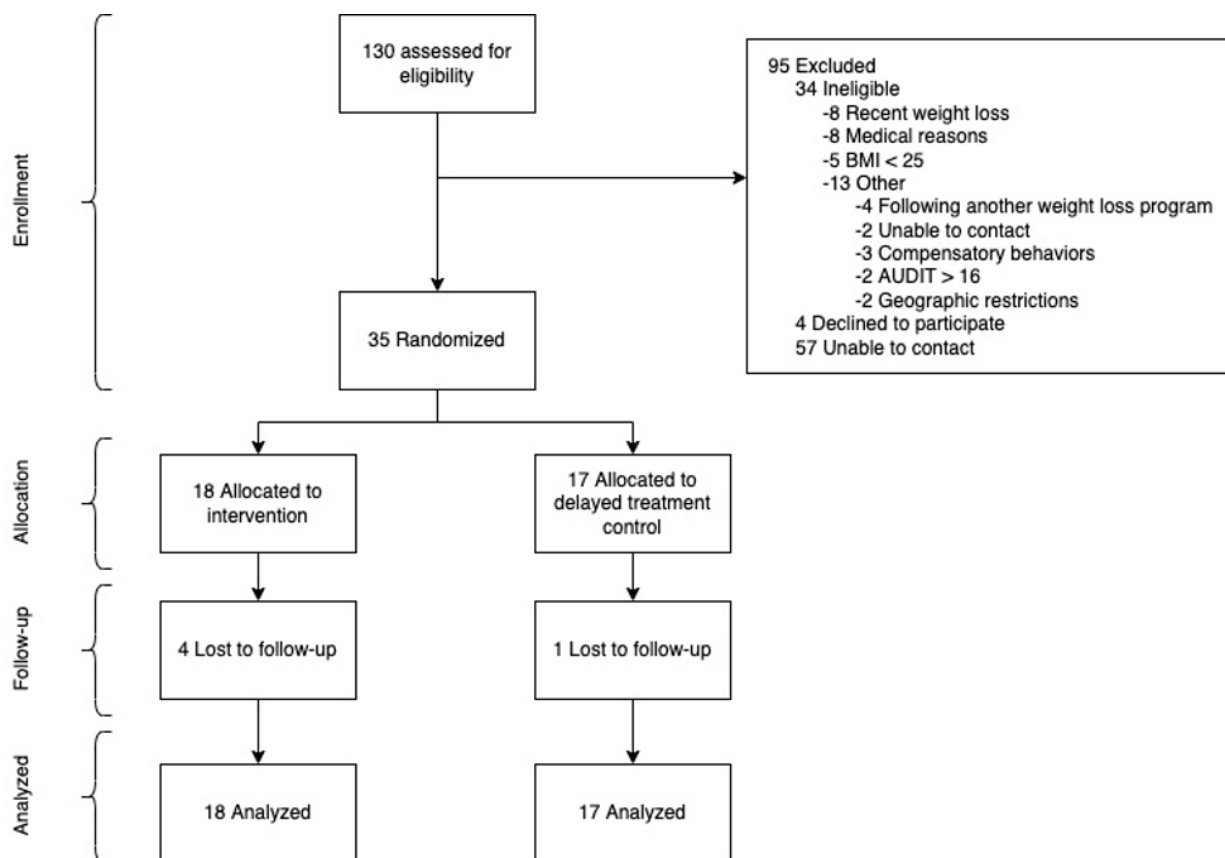 130 assessed for
eligibility
95 Excluded
34 Ineligible
-8 Recent weight loss
-8 Medical reasons
-5 BMI < 25
-13 Other
-4 Following another weight loss program
-2 Unable to contact
-3 Compensatory behaviors
-2 AUDIT > 16
-2 Geographic restrictions
4 Declined to participate
57 Unable to contact
Enrollment
35 Randomized
Allocation
18 Allocated to
intervention
17 Allocated to
delayed treatment
control
Follow-up
4 Lost to follow-up
1 Lost to follow-up
Analyzed
18 Analyzed
17 Analyzed